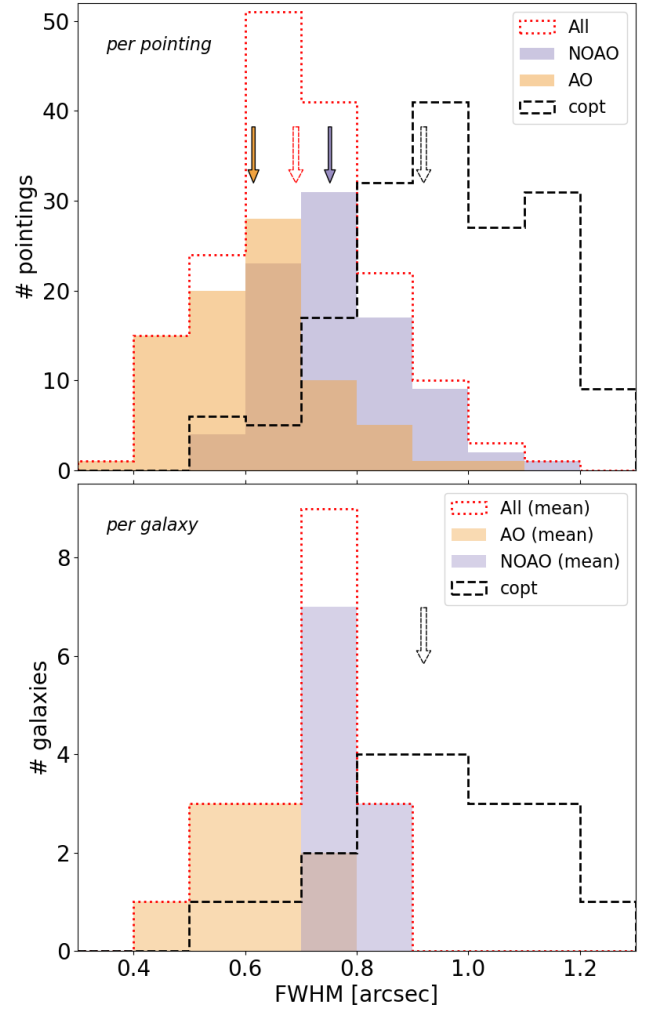 50
40
30
20
10
0
# pointings
per pointing
All
NOAO
AO
copt
8
6
4
2
0
# galaxies
per galaxy
All (mean)
AO (mean)
NOAO (mean)
copt
0.4 0.6 0.8 1.0 1.2
FWHM [arcsec]